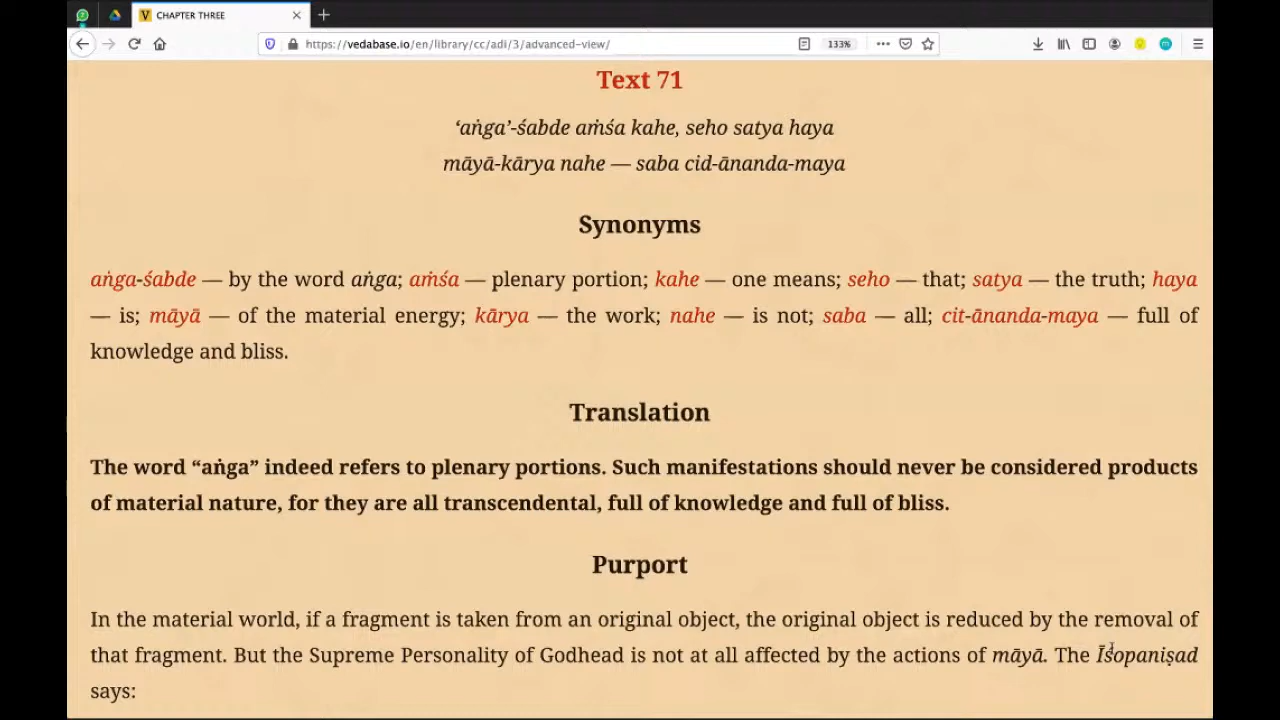 CHAPTER THREE
https://vedabase.io/en/library/cc/adi/3/advanced-view/
133%
Text 71
‘aṅga’-śabde aṁśa kahe, seho satya haya
māyā-kārya nahe — saba cid-ānanda-maya
Synonyms
aṅga-śabde — by the word aṅga; aṁśa — plenary portion; kahe — one means; seho — that; satya — the truth; haya
— is; māyā — of the material energy; kārya — the work; nahe — is not; saba — all; cit-ānanda-maya — full of
knowledge and bliss.
Translation
The word “aṅga” indeed refers to plenary portions. Such manifestations should never be considered products
of material nature, for they are all transcendental, full of knowledge and full of bliss.
Purport
In the material world, if a fragment is taken from an original object, the original object is reduced by the removal of
that fragment. But the Supreme Personality of Godhead is not at all affected by the actions of māyā. The Īśopaniṣad
says: